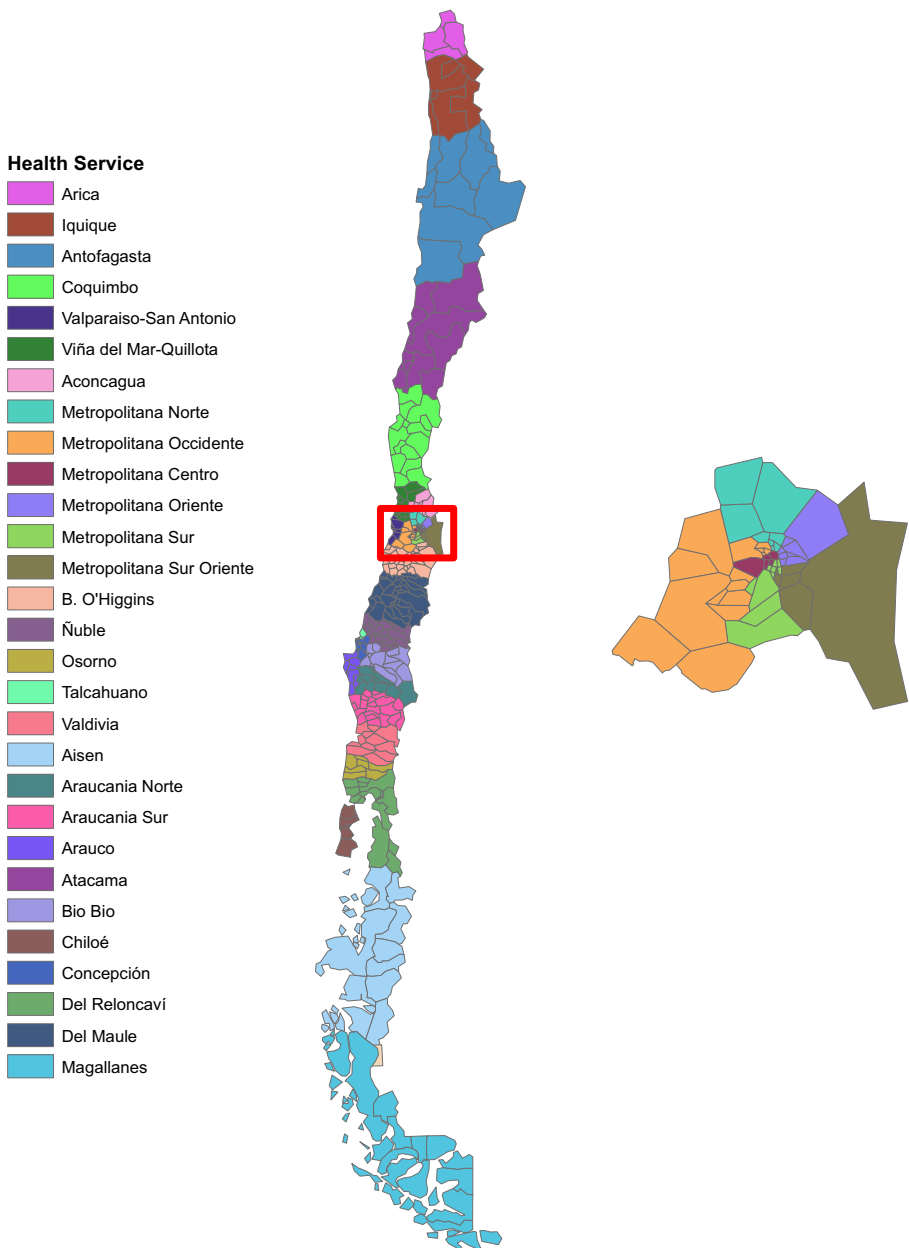 Health Service
Arica
Iquique
Antofagasta
Coquimbo
Valparaiso-San Antonio
Viña del Mar-Quillota
Aconcagua
Metropolitana Norte
Metropolitana Occidente
Metropolitana Centro
Metropolitana Oriente
Metropolitana Sur
Metropolitana Sur Oriente
B. O'Higgins
Ñuble
Osorno
Talcahuano
Valdivia
Aisen
Araucania Norte
Araucania Sur
Arauco
Atacama
Bio Bio
Chiloé
Concepción
Del Reloncaví
Del Maule
Magallanes